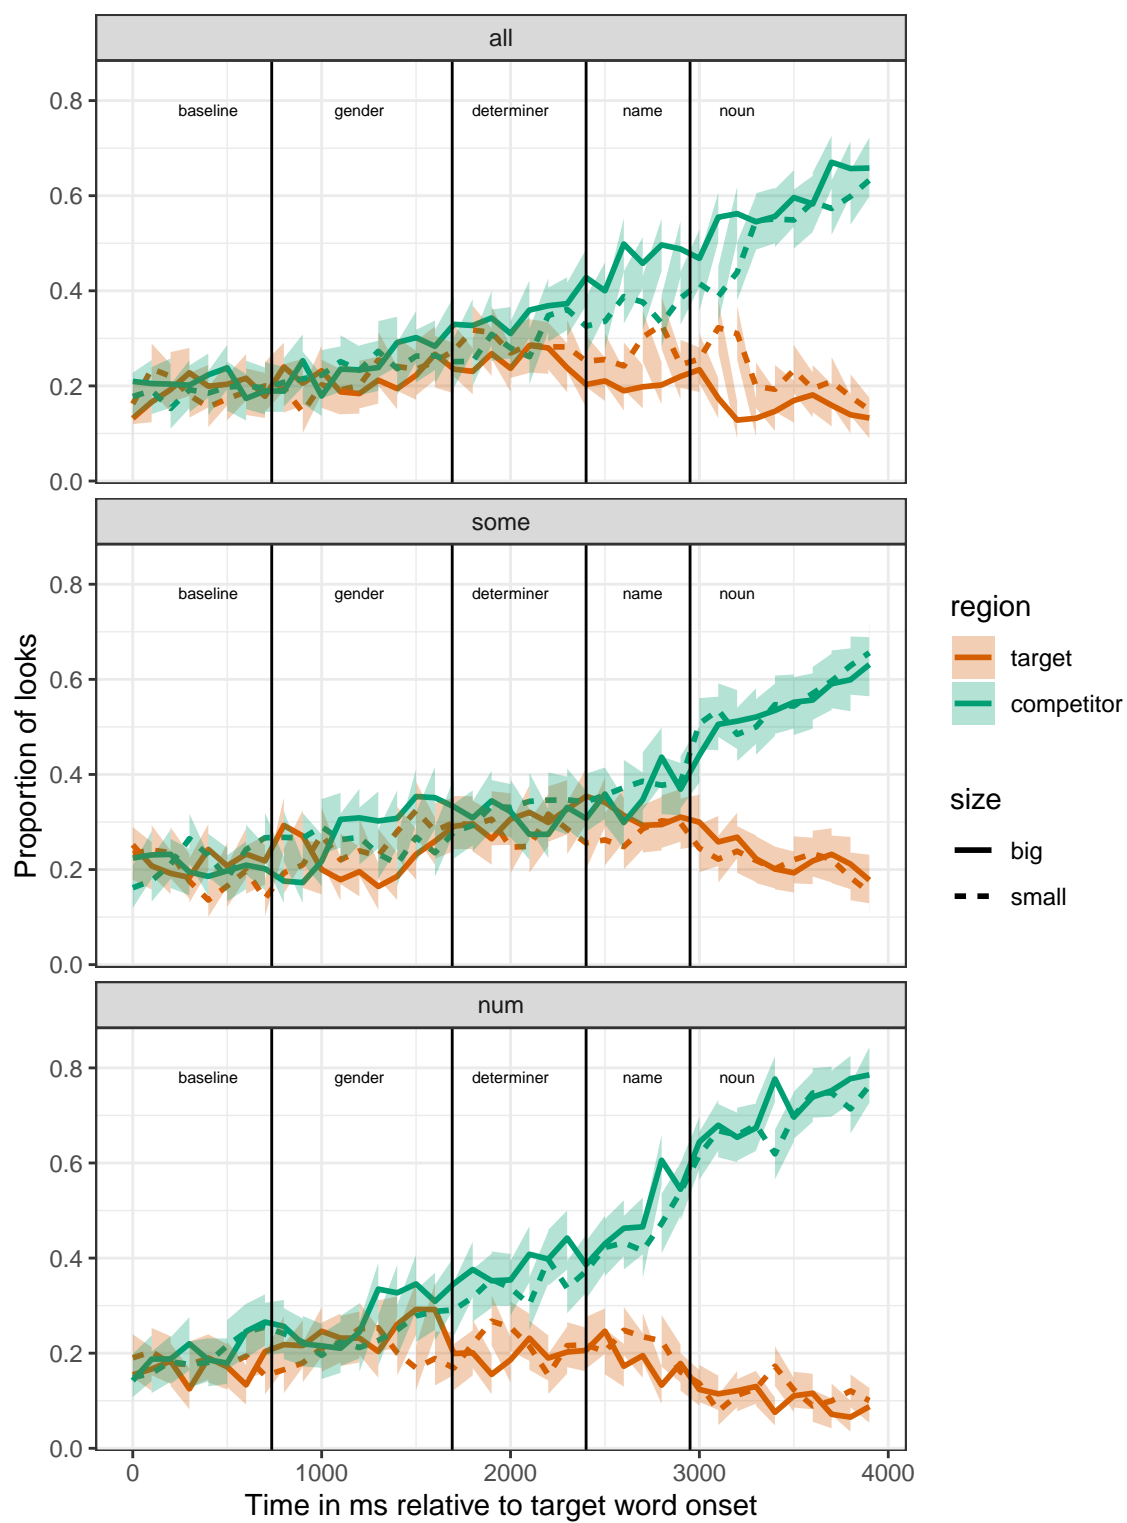 all
0.8
baseline gender determiner name noun
0.6
0.4
0.2
0.0
some
0.8
baseline gender determiner name noun
0.6
0.4
0.2
0.0
num
0.8
baseline gender determiner name noun
0.6
0.4
0.2
0.0
0 1000 2000 3000 4000
Time in ms relative to target word onset
Proportion of looks
region
target
competitor
size
big
small